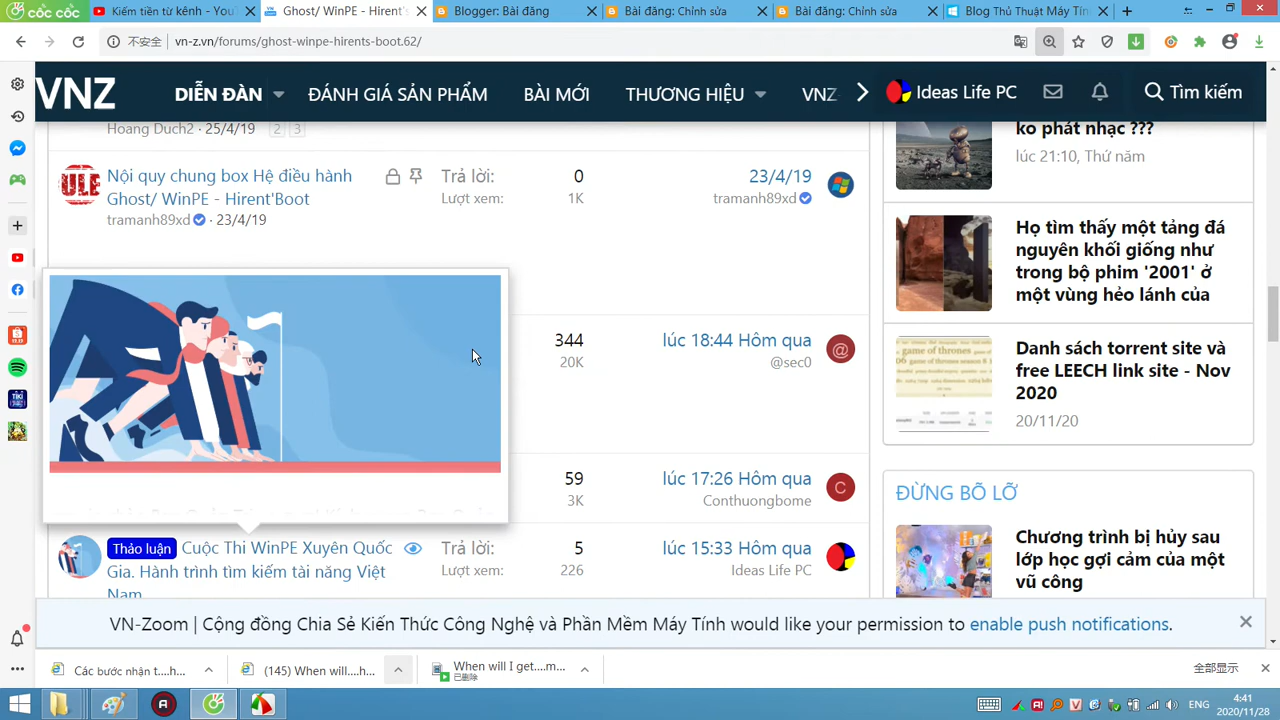 cốc cốc
Kiếm tiền từ kênh - YouT
Ghost/ WinPE - Hirent's
Blogger: Bài đăng
Bài đăng: Chỉnh sửa
Bài đăng: Chỉnh sửa
Blog Thủ Thuật Máy Tín
不安全
vn-z.vn/forums/ghost-winpe-hirents-boot.62/
VNZ
DIỄN ĐÀN
ĐÁNH GIÁ SẢN PHẨM
BÀI MỚI
THƯƠNG HIỆU
VNZ
Ideas Life PC
Tìm kiếm
Hoang Duch2 · 25/4/19 2 3
Nội quy chung box Hệ điều hành
Ghost/ WinPE - Hirent'Boot
tramanh89xd · 23/4/19
Trả lời: 0
Lượt xem: 1K
23/4/19
tramanh89xd
344
20K
lúc 18:44 Hôm qua
@sec0
@
59
3K
lúc 17:26 Hôm qua
Conthuongbome
C
Thảo luận Cuộc Thi WinPE Xuyên Quốc
Gia. Hành trình tìm kiếm tài năng Việt
Nam
Trả lời: 5
Lượt xem: 226
lúc 15:33 Hôm qua
Ideas Life PC
ko phát nhạc ???
lúc 21:10, Thứ năm
Họ tìm thấy một tảng đá
nguyên khối giống như
trong bộ phim '2001' ở
một vùng hẻo lánh của
Danh sách torrent site và
free LEECH link site - Nov
2020
20/11/20
ĐỪNG BỎ LỠ
Chương trình bị hủy sau
lớp học gợi cảm của một
vũ công
VN-Zoom | Cộng đồng Chia Sẻ Kiến Thức Công Nghệ và Phần Mềm Máy Tính would like your permission to enable push notifications.
Các bước nhận t....h...
(145) When will....h...
When will I get....m...
已删除
全部显示
ENG
4:41
2020/11/28